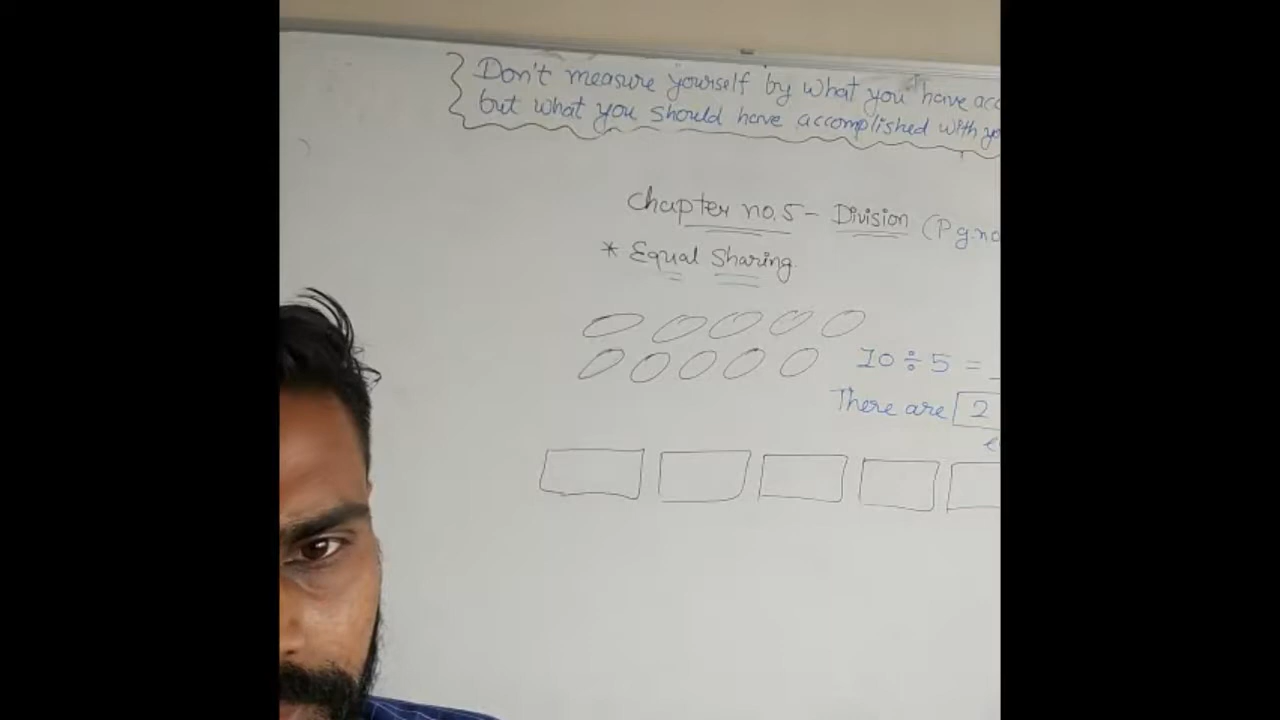 Don't measure yourself by what you have acc
but what you should have accomplished with yo
Chapter no.5- Division (Pg.no
* Equal Sharing
10 ÷ 5 =
There are 2